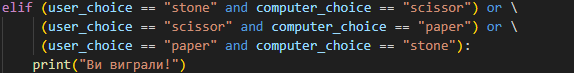 elif (user_choice == "stone" and computer_choice == "scissor") or \
(user_choice == "scissor" and computer_choice == "paper") or \
(user_choice == "paper" and computer_choice == "stone"):
print("Ви виграли!")